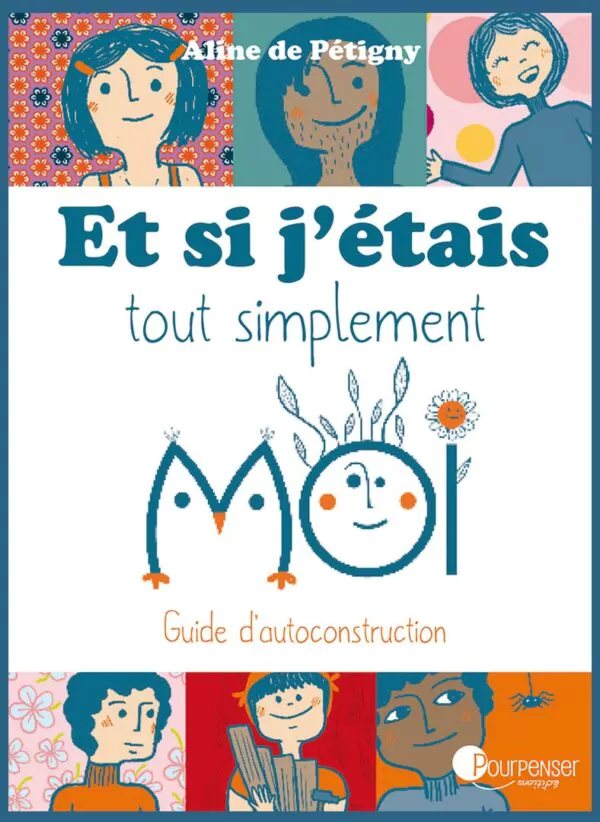 Aline de Pétigny
Et si j'étais
tout simplement
MOI
Guide d'autoconstruction
Pourpenser
éditions